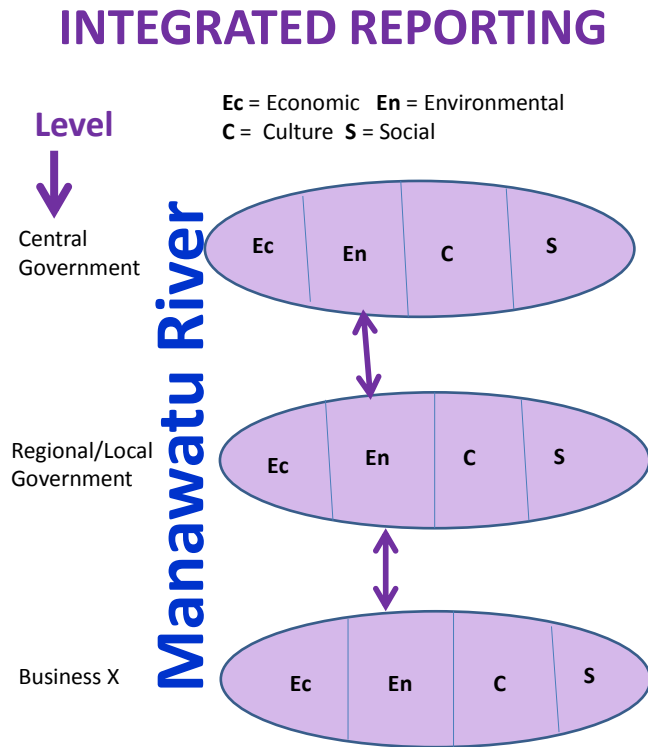 INTEGRATED REPORTING
Ec = Economic En = Environmental
C = Culture S = Social
Level
Manawatu River
Central
Government
Ec En C S
Regional/Local
Government
Ec En C S
Business X
Ec En C S